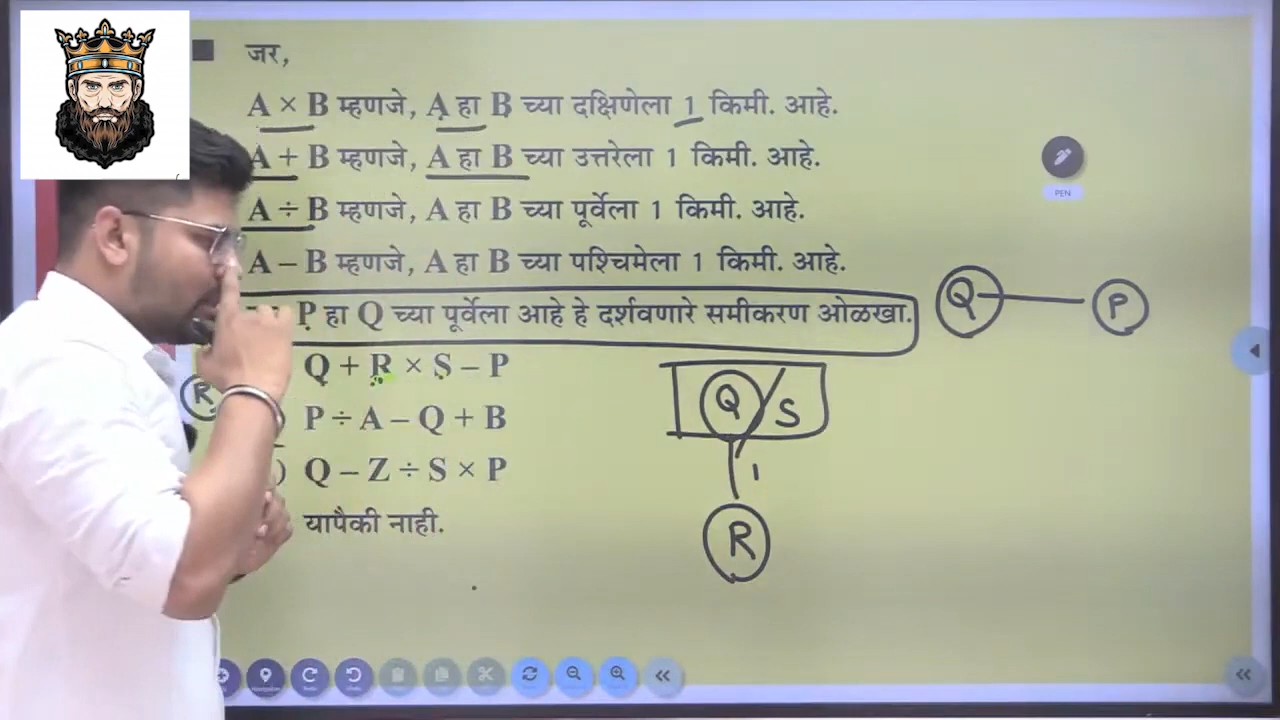 जर,
A × B म्हणजे, A हा B च्या दक्षिणेला 1 किमी. आहे.
A + B म्हणजे, A हा B च्या उत्तरेला 1 किमी. आहे.
A ÷ B म्हणजे, A हा B च्या पूर्वेला 1 किमी. आहे.
A – B म्हणजे, A हा B च्या पश्चिमेला 1 किमी. आहे.
P हा Q च्या पूर्वेला आहे हे दर्शवणारे समीकरण ओळखा.
Q + R × S – P
P ÷ A – Q + B
) Q – Z ÷ S × P
यापैकी नाही.
PEN
Q P
Q S
1
R
R